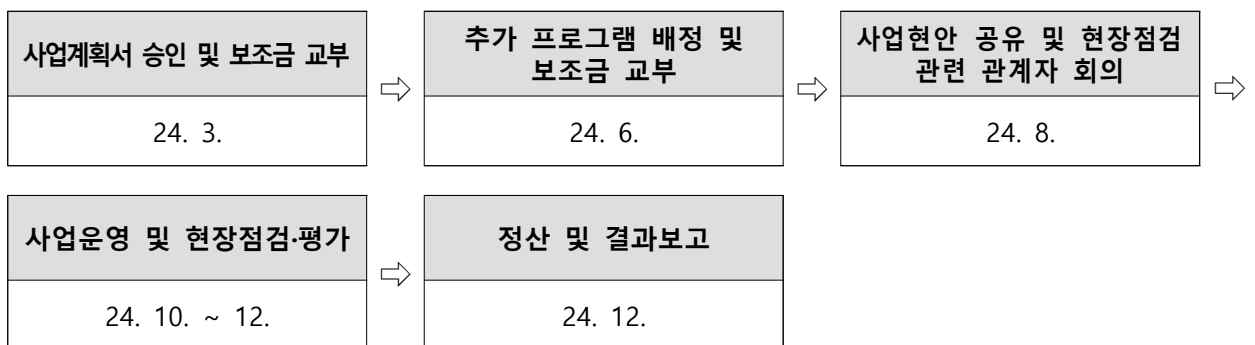 사업계획서 승인 및 보조금 교부
24. 3.
추가 프로그램 배정 및
보조금 교부
24. 6.
사업현안 공유 및 현장점검
관련 관계자 회의
24. 8.
사업운영 및 현장점검·평가
24. 10. ~ 12.
정산 및 결과보고
24. 12.